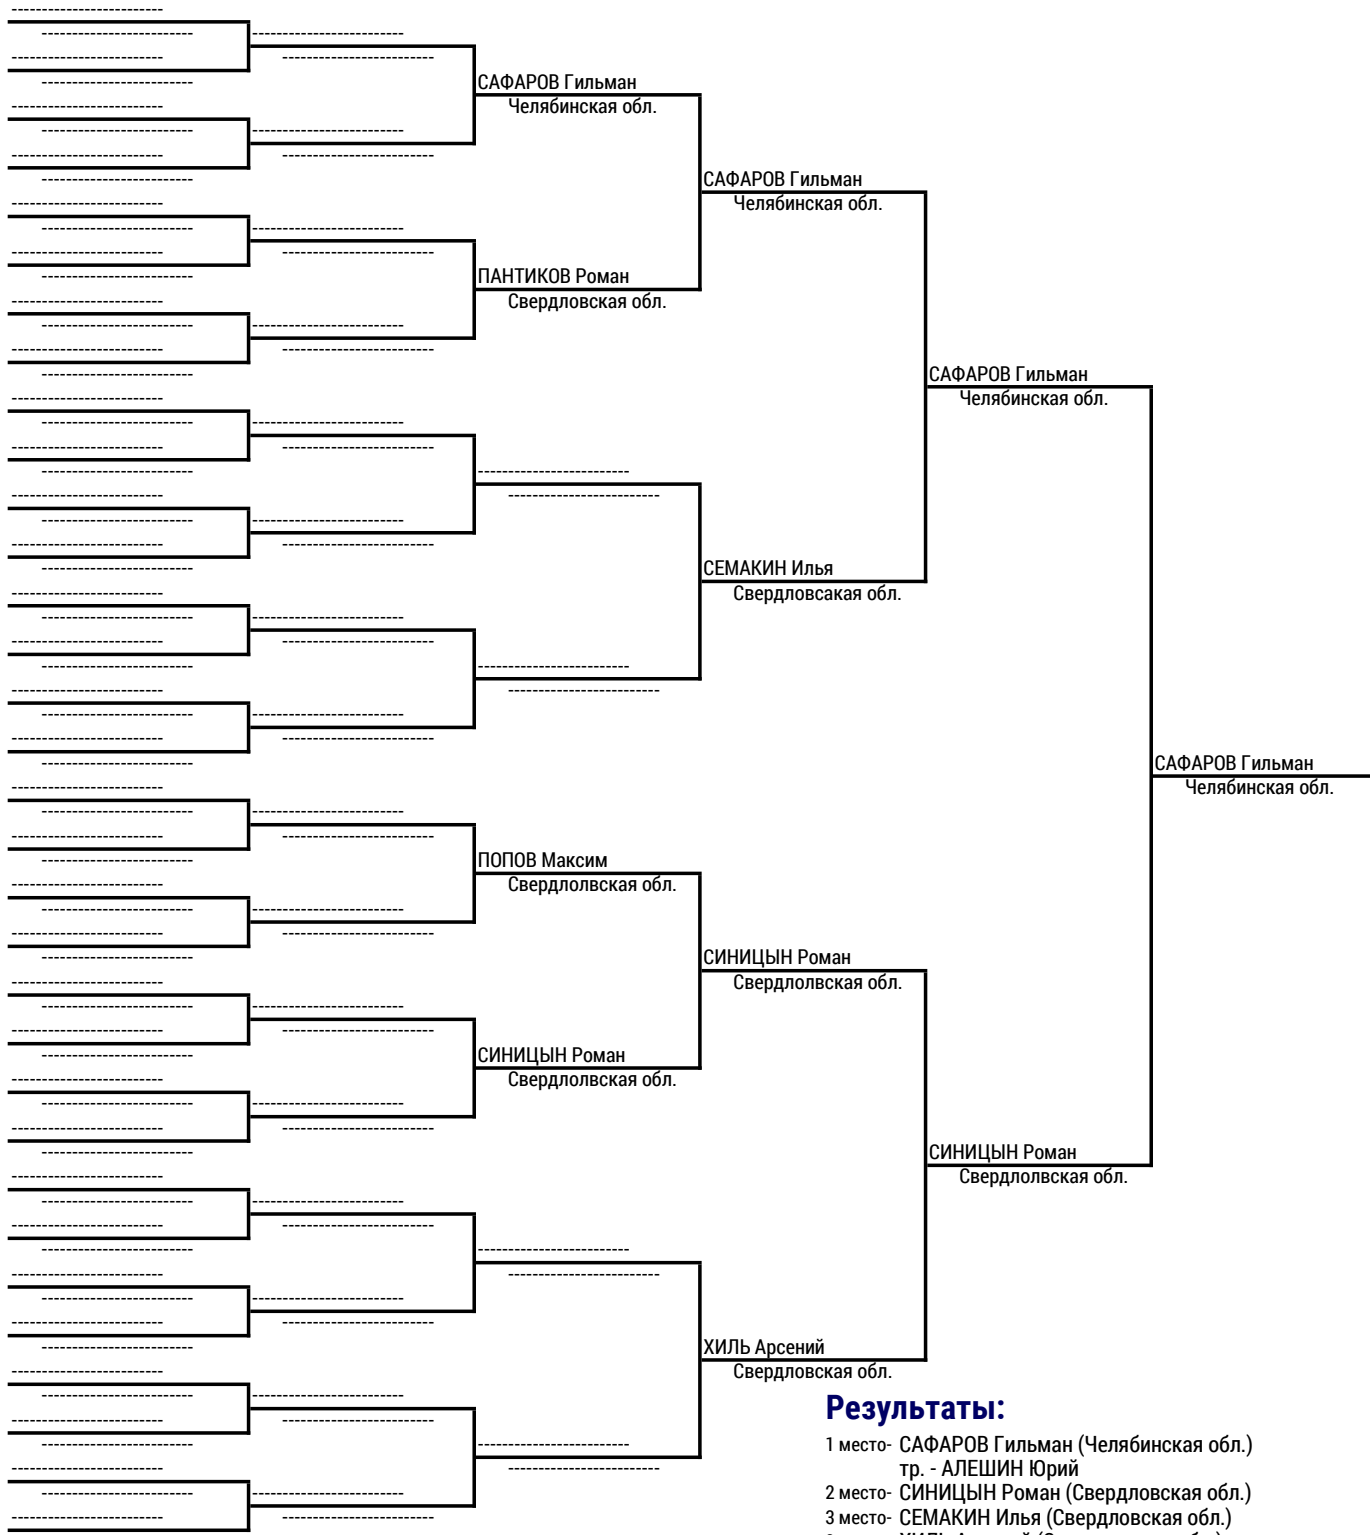 САФАРОВ Гильман
Челябинская обл.
САФАРОВ Гильман
Челябинская обл.
ПАНТИКОВ Роман
Свердловская обл.
САФАРОВ Гильман
Челябинская обл.
СЕМАКИН Илья
Свердловсакая обл.
САФАРОВ Гильман
Челябинская обл.
ПОПОВ Максим
Свердлолвская обл.
СИНИЦЫН Роман
Свердлолвская обл.
СИНИЦЫН Роман
Свердлолвская обл.
СИНИЦЫН Роман
Свердлолвская обл.
ХИЛЬ Арсений
Свердловская обл.
Результаты:
1 место- САФАРОВ Гильман (Челябинская обл.)
тр. - АЛЕШИН Юрий
2 место- СИНИЦЫН Роман (Свердловская обл.)
3 место- СЕМАКИН Илья (Свердловская обл.)